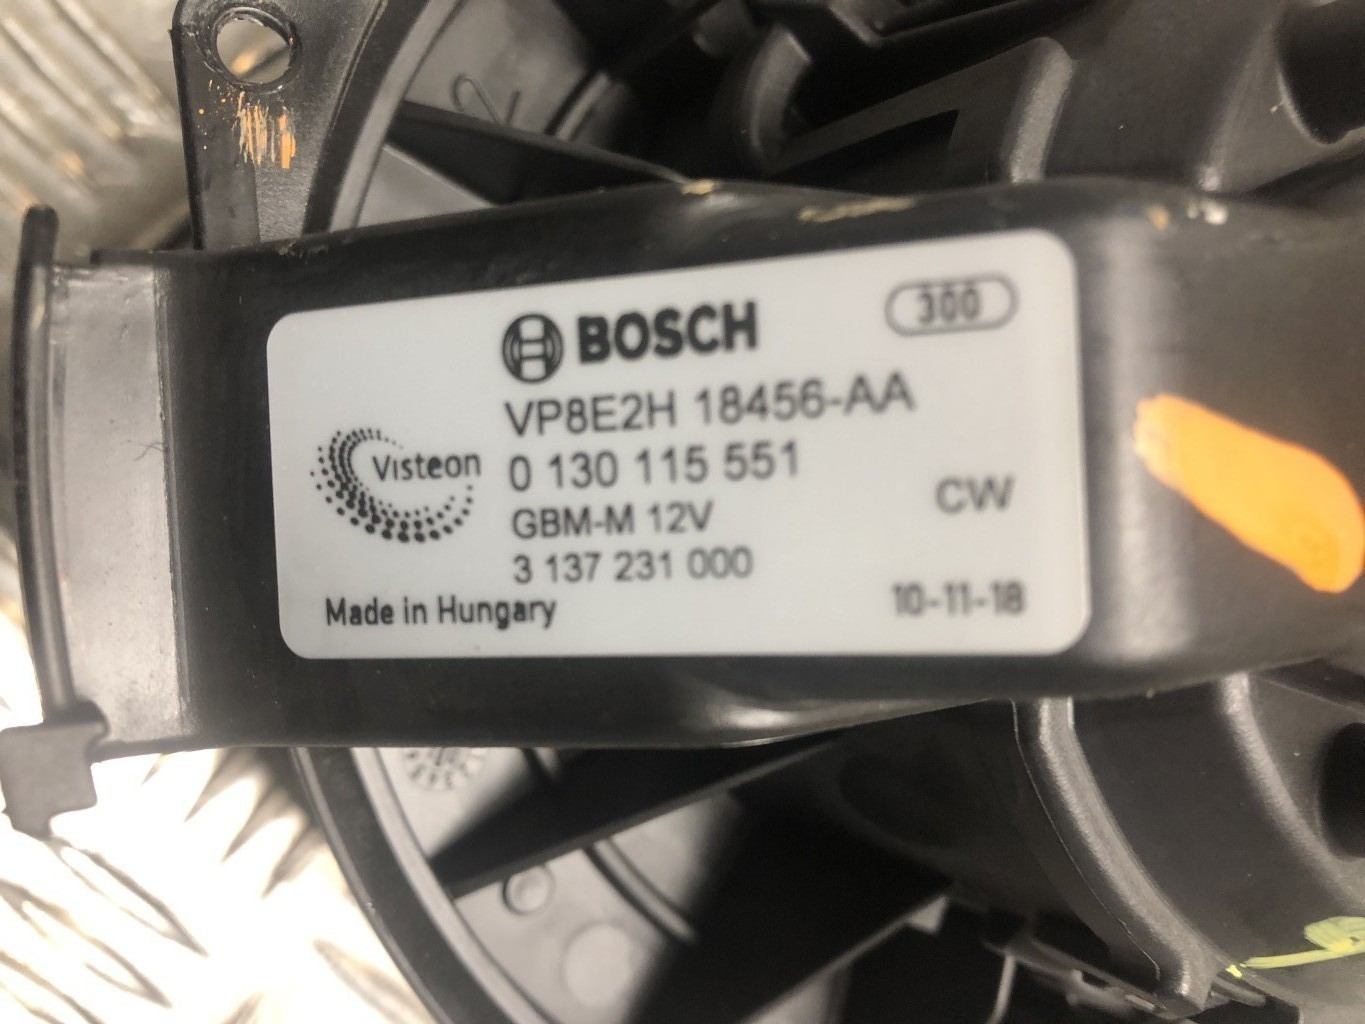 BOSCH
300
VP8E2H 18456-AA
Visteon
0 130 115 551
CW
GBM-M 12V
3 137 231 000
Made in Hungary
10-11-18